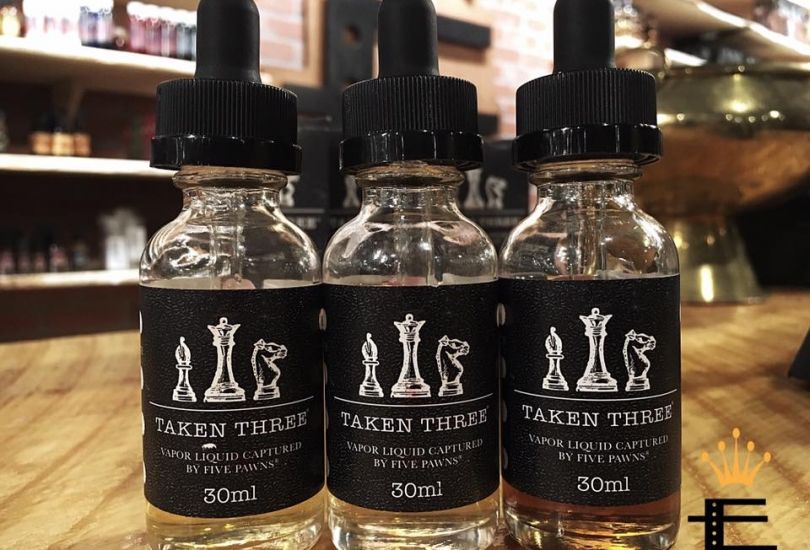 TAKEN THREE
VAPOR LIQUID CAPTURED
BY FIVE PAWNS®
30ml
TAKEN THREE
VAPOR LIQUID CAPTURED
BY FIVE PAWNS®
30ml
TAKEN THREE
VAPOR LIQUID CAPTURED
BY FIVE PAWNS®
30ml